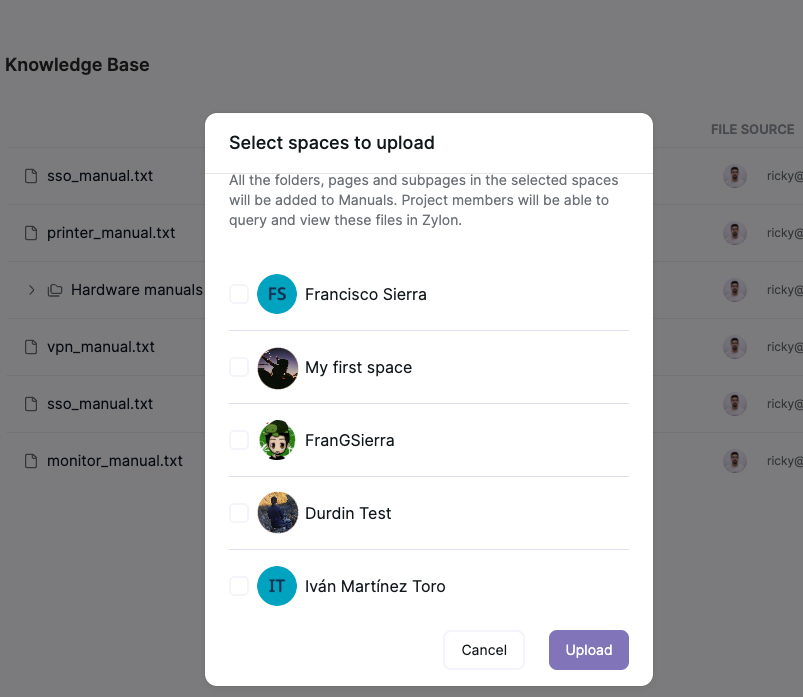 Knowledge Base
FILE SOURCE
Select spaces to upload
All the folders, pages and subpages in the selected spaces
will be added to Manuals. Project members will be able to
query and view these files in Zylon.
sso_manual.txt
ricky@
printer_manual.txt
ricky@
Hardware manuals
ricky@
vpn_manual.txt
ricky@
sso_manual.txt
ricky@
monitor_manual.txt
ricky@
FS Francisco Sierra
My first space
FranGSierra
Durdin Test
IT Iván Martínez Toro
Cancel
Upload